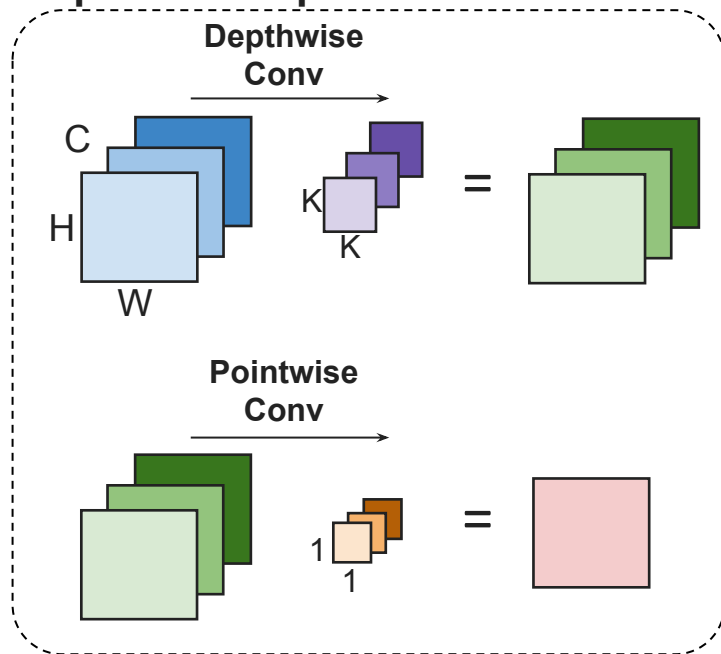 Depthwise
Conv
C
H
W
K
K
=
Pointwise
Conv
1
1
=